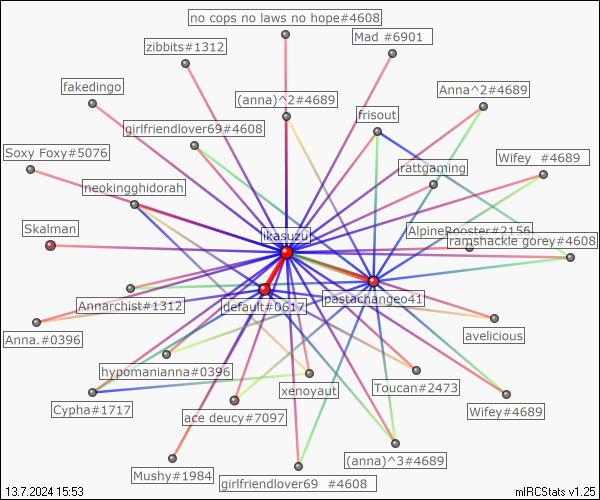 no cops no laws no hope#4608
Mad #6901
zibbits#1312
fakedingo
(anna)^2#4689
Anna^2#4689
frisout
girlfriendlover69#4608
Soxy Foxy#5076
Wifey  #4689
rattgaming
neokingghidorah
Skalman
ikasuzu
AlpineRooster#2156
ramshackle gorey#4608
Annarchist#1312
default#0617
pastachangeo41
Anna.#0396
avelicious
hypomanianna#0396
Toucan#2473
xenoyaut
Cypha#1717
ace deucy#7097
Wifey#4689
(anna)^3#4689
Mushy#1984
girlfriendlover69  #4608
13.7.2024 15:53
mIRCStats v1.25